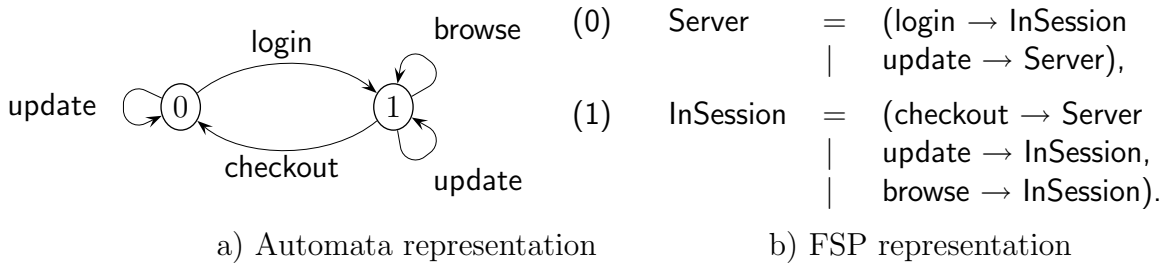 login
browse
update
0
1
checkout
update
(0) Server = (login → InSession
| update → Server),
(1) InSession = (checkout → Server
| update → InSession,
| browse → InSession).
a) Automata representation
b) FSP representation